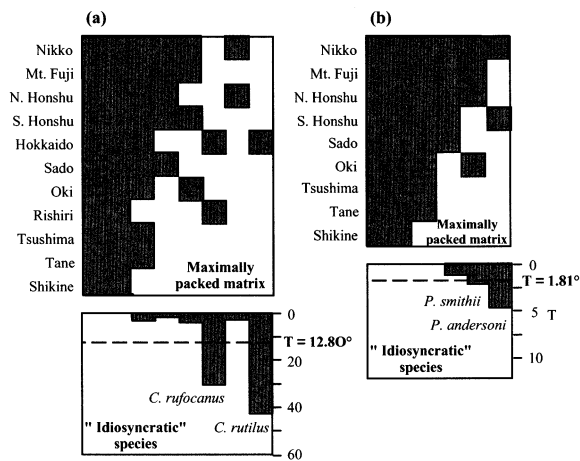 (a)
Nikko
Mt. Fuji
N. Honshu
S. Honshu
Hokkaido
Sado
Oki
Rishiri
Tsushima
Tane
Shikine
Maximally
packed matrix
0
T = 12.8O°
20
40
60
C. rufocanus
C. rutilus
" Idiosyncratic"
species
(b)
Nikko
Mt. Fuji
N. Honshu
S. Honshu
Sado
Oki
Tsushima
Tane
Shikine
Maximally
packed matrix
0
T = 1.81°
P. smithii
5 T
P. andersoni
10
" Idiosyncratic"
species